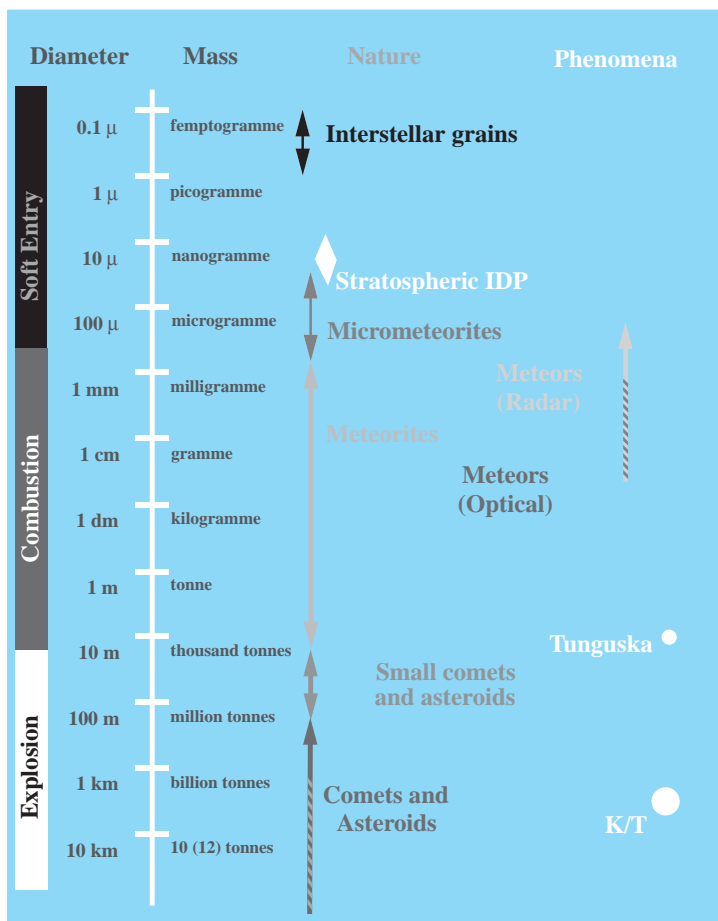 Diameter Mass Nature Phenomena
Soft Entry
Combustion
Explosion
0.1 μ femptogramme
Interstellar grains
1 μ picogramme
10 μ nanogramme
Stratospheric IDP
100 μ microgramme
Micrometeorites
1 mm milligramme
Meteors
(Radar)
Meteorites
1 cm gramme
Meteors
(Optical)
1 dm kilogramme
1 m tonne
Tunguska
10 m thousand tonnes
Small comets
and asteroids
100 m million tonnes
1 km billion tonnes
Comets and
Asteroids
K/T
10 km 10 (12) tonnes